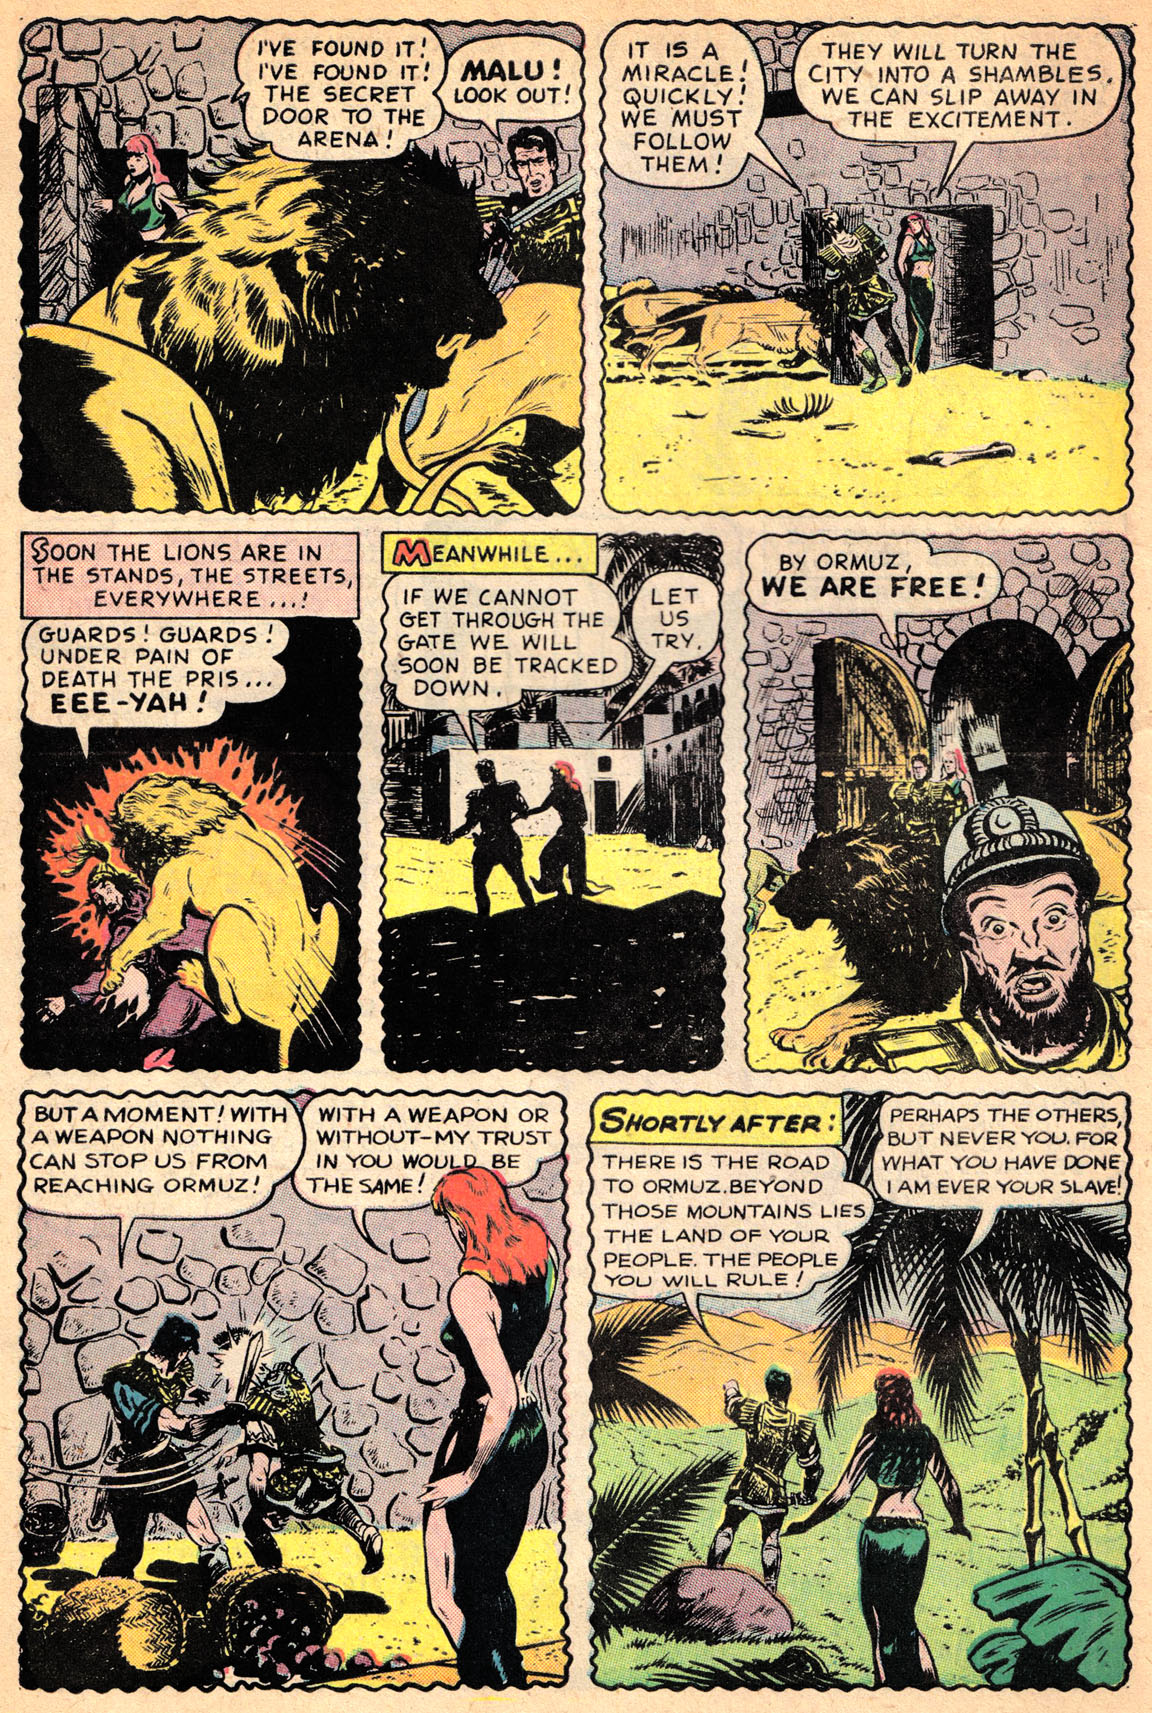 I'VE FOUND IT!
I'VE FOUND IT!
THE SECRET
DOOR TO THE
ARENA!
MALU!
LOOK OUT!
IT IS A
MIRACLE!
QUICKLY!
WE MUST
FOLLOW
THEM!
THEY WILL TURN THE
CITY INTO A SHAMBLES.
WE CAN SLIP AWAY IN
THE EXCITEMENT.
SOON THE LIONS ARE IN
THE STANDS, THE STREETS,
EVERYWHERE...!
GUARDS! GUARDS!
UNDER PAIN OF
DEATH THE PRIS...
EEE-YAH!
MEANWHILE...
IF WE CANNOT
GET THROUGH THE
GATE WE WILL
SOON BE TRACKED
DOWN.
LET
US
TRY.
BY ORMUZ,
WE ARE FREE!
BUT A MOMENT! WITH
A WEAPON NOTHING
CAN STOP US FROM
REACHING ORMUZ!
WITH A WEAPON OR
WITHOUT-MY TRUST
IN YOU WOULD BE
THE SAME!
SHORTLY AFTER:
THERE IS THE ROAD
TO ORMUZ. BEYOND
THOSE MOUNTAINS LIES
THE LAND OF YOUR
PEOPLE. THE PEOPLE
YOU WILL RULE!
PERHAPS THE OTHERS,
BUT NEVER YOU. FOR
WHAT YOU HAVE DONE
I AM EVER YOUR SLAVE!